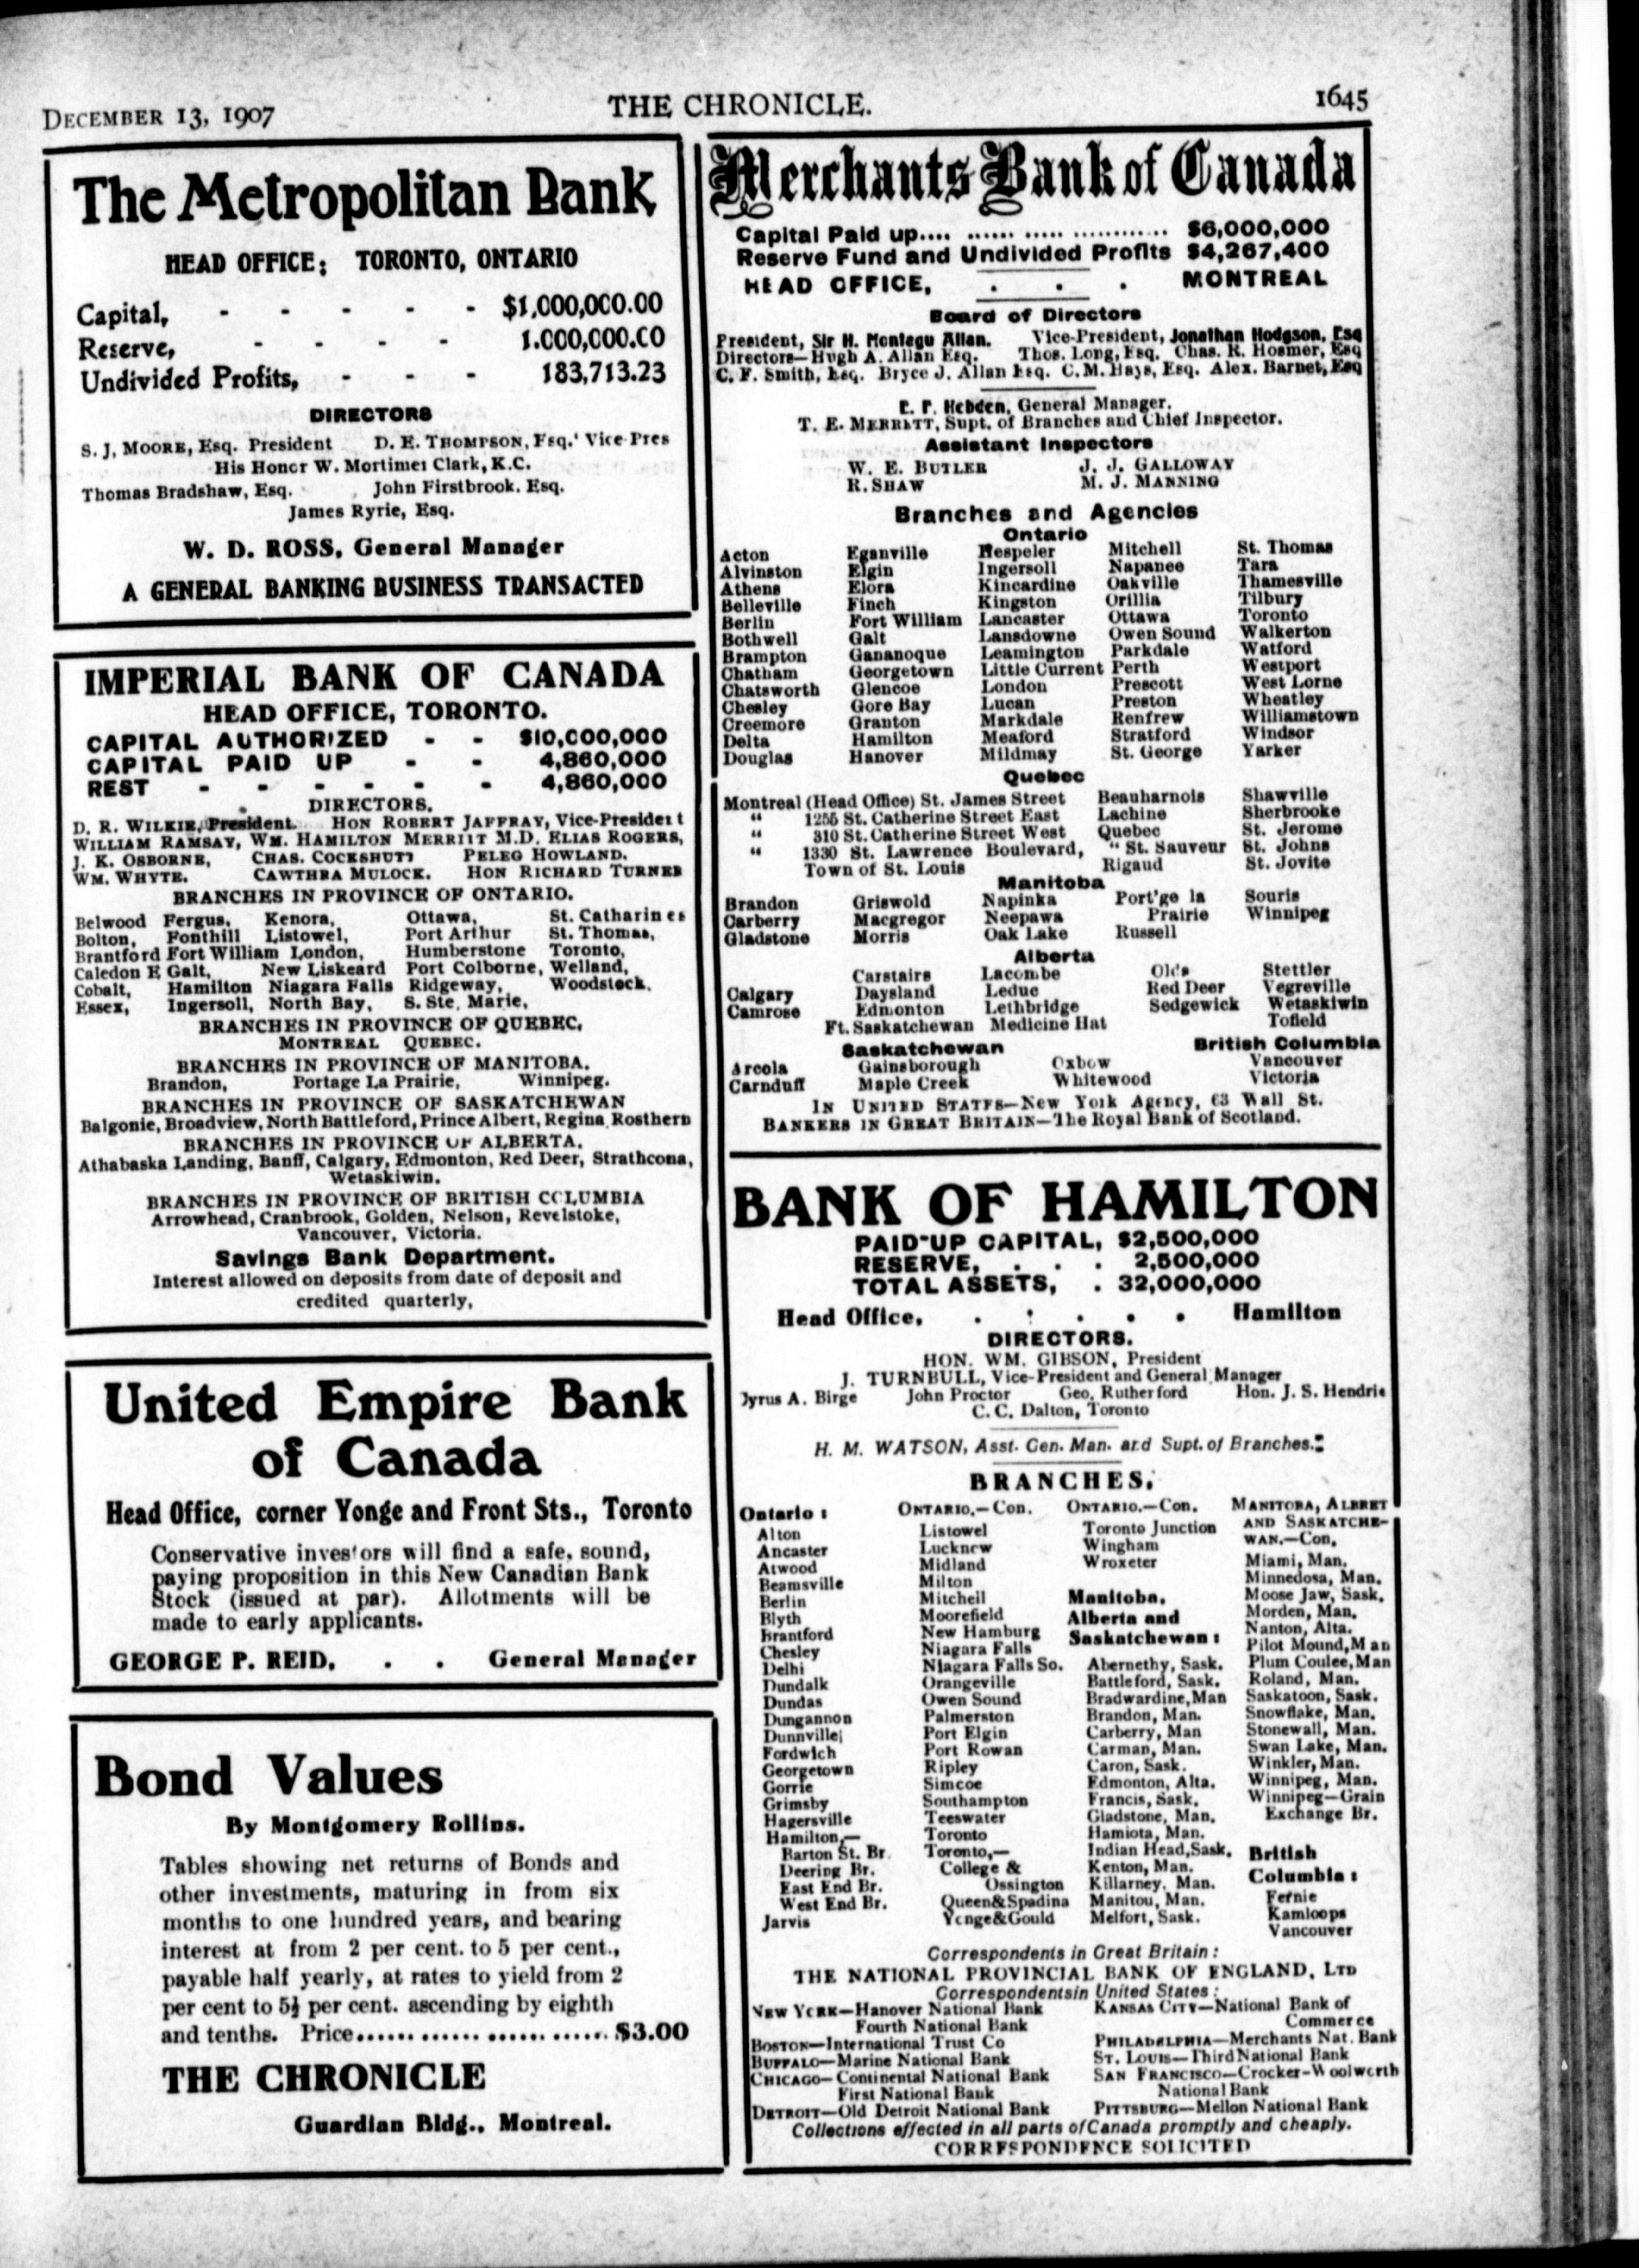 DECEMBER 13, 1907
THE CHRONICLE.
1645
The Metropolitan Bank
HEAD OFFICE; TORONTO, ONTARIO
Capital, - - - - - $1,000,000.00
Reserve, - - - - 1.000,000.00
Undivided Profits, - - - 183,713.23
DIRECTORS
S. J. MOORE, Esq. President D. E. THOMPSON, Esq.' Vice Pres
His Honor W. Mortimer Clark, K.C.
Thomas Bradshaw, Esq. John Firstbrook. Esq.
James Ryrie, Esq.
W. D. ROSS, General Manager
A GENERAL BANKING BUSINESS TRANSACTED
IMPERIAL BANK OF CANADA
HEAD OFFICE, TORONTO.
CAPITAL AUTHORIZED - - $10,000,000
CAPITAL PAID UP - - 4,860,000
REST - - - - - - 4,860,000
DIRECTORS.
D. R. WILKIE, President. HON ROBERT JAFFRAY, Vice-President
WILLIAM RAMSAY, WM. HAMILTON MERRITT M.D. ELIAS ROGERS,
J. K. OSBORNE, CHAS. COCKSHUTT PELEG HOWLAND.
WM. WHYTE. CAWTHRA MULOCK. HON RICHARD TURNER
BRANCHES IN PROVINCE OF ONTARIO.
Belwood Fergus, Kenora, Ottawa, St. Catharines
Bolton, Fonthill Listowel, Port Arthur St. Thomas,
Brantford Fort William London, Humberstone Toronto,
Caledon E Galt, New Liskeard Port Colborne, Welland,
Cobalt, Hamilton Niagara Falls Ridgeway, Woodstock.
Essex, Ingersoll, North Bay, S. Ste. Marie,
BRANCHES IN PROVINCE OF QUEBEC.
MONTREAL QUEBEC.
BRANCHES IN PROVINCE OF MANITOBA.
Brandon, Portage La Prairie, Winnipeg.
BRANCHES IN PROVINCE OF SASKATCHEWAN
Balgonie, Broadview, North Battleford, Prince Albert, Regina, Rosthern
BRANCHES IN PROVINCE OF ALBERTA.
Athabaska Landing, Banff, Calgary, Edmonton, Red Deer, Strathcona,
Wetaskiwin.
BRANCHES IN PROVINCE OF BRITISH COLUMBIA
Arrowhead, Cranbrook, Golden, Nelson, Revelstoke,
Vancouver, Victoria.
Savings Bank Department.
Interest allowed on deposits from date of deposit and
credited quarterly,
United Empire Bank
of Canada
Head Office, corner Yonge and Front Sts., Toronto
Conservative investors will find a safe, sound,
paying proposition in this New Canadian Bank
Stock (issued at par). Allotments will be
made to early applicants.
GEORGE P. REID, . . General Manager
Bond Values
By Montgomery Rollins.
Tables showing net returns of Bonds and
other investments, maturing in from six
months to one hundred years, and bearing
interest at from 2 per cent. to 5 per cent.,
payable half yearly, at rates to yield from 2
per cent to 5½ per cent. ascending by eighth
and tenths. Price...................... $3.00
THE CHRONICLE
Guardian Bldg., Montreal.
Merchants Bank of Canada
Capital Paid up.... ...... ..... ............ $6,000,000
Reserve Fund and Undivided Profits $4,267,400
HEAD OFFICE, . . . MONTREAL
Board of Directors
President, Sir H. Montagu Allan. Vice-President, Jonathan Hodgson, Esq
Directors—Hugh A. Allan Esq. Thos. Long, Esq. Chas. R. Hosmer, Esq
C. F. Smith, Esq. Bryce J. Allan Esq. C. M. Hays, Esq. Alex. Barnet, Esq
E. F. Hebden, General Manager.
T. E. MERRETT, Supt. of Branches and Chief Inspector.
Assistant Inspectors
W. E. BUTLER J. J. GALLOWAY
R. SHAW M. J. MANNING
Branches and Agencies
Ontario
Acton Eganville Hespeler Mitchell St. Thomas
Alvinston Elgin Ingersoll Napanee Tara
Athens Elora Kincardine Oakville Thamesville
Belleville Finch Kingston Orillia Tilbury
Berlin Fort William Lancaster Ottawa Toronto
Bothwell Galt Lansdowne Owen Sound Walkerton
Brampton Gananoque Leamington Parkdale Watford
Chatham Georgetown Little Current Perth Westport
Chatsworth Glencoe London Prescott West Lorne
Chesley Gore Bay Lucan Preston Wheatley
Creemore Granton Markdale Renfrew Williamstown
Delta Hamilton Meaford Stratford Windsor
Douglas Hanover Mildmay St. George Yarker
Quebec
Montreal (Head Office) St. James Street Beauharnois Shawville
" 1255 St. Catherine Street East Lachine Sherbrooke
" 310 St. Catherine Street West Quebec St. Jerome
" 1330 St. Lawrence Boulevard, " St. Sauveur St. Johns
Town of St. Louis Rigaud St. Jovite
Manitoba
Brandon Griswold Napinka Port'ge la Souris
Carberry Macgregor Neepawa Prairie Winnipeg
Gladstone Morris Oak Lake Russell
Alberta
Carstairs Lacombe Olds Stettler
Calgary Daysland Leduc Red Deer Vegreville
Camrose Edmonton Lethbridge Sedgewick Wetaskiwin
Ft. Saskatchewan Medicine Hat Tofield
Saskatchewan British Columbia
Arcola Gainsborough Oxbow Vancouver
Carnduff Maple Creek Whitewood Victoria
IN UNITED STATES—New York Agency, 63 Wall St.
BANKERS IN GREAT BRITAIN—The Royal Bank of Scotland.
BANK OF HAMILTON
PAID-UP CAPITAL, $2,500,000
RESERVE, . . . 2,500,000
TOTAL ASSETS, . 32,000,000
Head Office, . . . . . Hamilton
DIRECTORS.
HON. WM. GIBSON, President
J. TURNBULL, Vice-President and General Manager
Cyrus A. Birge John Proctor Geo. Rutherford Hon. J. S. Hendrie
C. C. Dalton, Toronto
H. M. WATSON, Asst. Gen. Man. and Supt. of Branches.
BRANCHES.
Ontario :
Alton
Ancaster
Atwood
Beamsville
Berlin
Blyth
Brantford
Chesley
Delhi
Dundalk
Dundas
Dungannon
Dunnville
Fordwich
Georgetown
Gorrie
Grimsby
Hagersville
Hamilton,—
Barton St. Br.
Deering Br.
East End Br.
West End Br.
Jarvis
ONTARIO.—Con.
Listowel
Lucknow
Midland
Milton
Mitchell
Moorefield
New Hamburg
Niagara Falls
Niagara Falls So.
Orangeville
Owen Sound
Palmerston
Port Elgin
Port Rowan
Ripley
Simcoe
Southampton
Teeswater
Toronto
Toronto,—
College &
Ossington
Queen&Spadina
Yonge&Gould
ONTARIO.—Con.
Toronto Junction
Wingham
Wroxeter
Manitoba,
Alberta and
Saskatchewan :
Abernethy, Sask.
Battleford, Sask.
Bradwardine, Man
Brandon, Man.
Carberry, Man
Carman, Man.
Caron, Sask.
Edmonton, Alta.
Francis, Sask.
Gladstone, Man.
Hamiota, Man.
Indian Head, Sask.
Kenton, Man.
Killarney, Man.
Manitou, Man.
Melfort, Sask.
MANITOBA, ALBERT
AND SASKATCHE-
WAN.—Con,
Miami, Man.
Minnedosa, Man.
Moose Jaw, Sask.
Morden, Man.
Nanton, Alta.
Pilot Mound, Man
Plum Coulee, Man
Roland, Man.
Saskatoon, Sask.
Snowflake, Man.
Stonewall, Man.
Swan Lake, Man.
Winkler, Man.
Winnipeg, Man.
Winnipeg—Grain
Exchange Br.
British
Columbia :
Fernie
Kamloops
Vancouver
Correspondents in Great Britain :
THE NATIONAL PROVINCIAL BANK OF ENGLAND, LTD
Correspondentsin United States :
NEW YORK—Hanover National Bank
Fourth National Bank
BOSTON—International Trust Co
BUFFALO—Marine National Bank
CHICAGO—Continental National Bank
First National Bank
DETROIT—Old Detroit National Bank
KANSAS CITY—National Bank of
Commerce
PHILADELPHIA—Merchants Nat. Bank
ST. LOUIS—Third National Bank
SAN FRANCISCO—Crocker-Woolworth
National Bank
PITTSBURG—Mellon National Bank
Collections effected in all parts of Canada promptly and cheaply.
CORRESPONDENCE SOLICITED